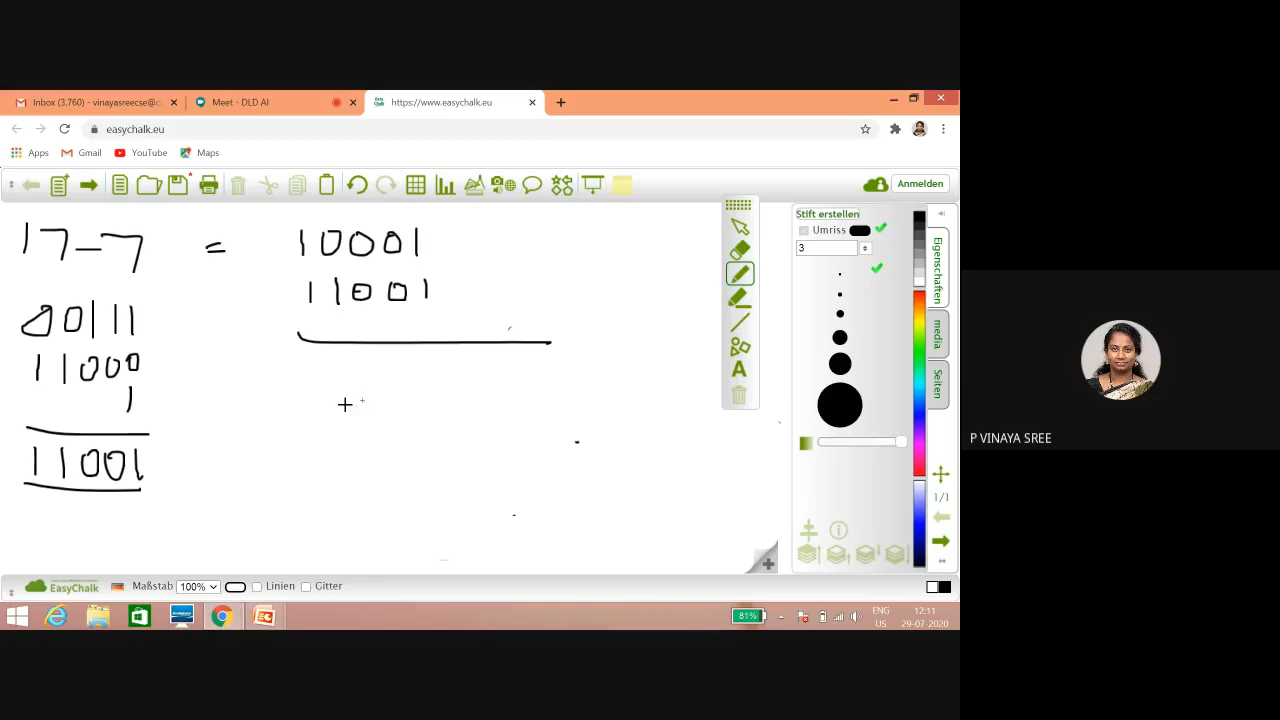 Inbox (3,760) - vinayasreecse@c
Meet - DLD AI
https://www.easychalk.eu
easychalk.eu
Apps
Gmail
YouTube
Maps
Anmelden
17-7 = 10001
11001
00111
11000
1
11001
Stift erstellen
Umriss
3
Eigenschaften
media
Seiten
1/1
A
P VINAYA SREE
EasyChalk
Maßstab 100% Linien Gitter
81%
ENG
US
12:11
29-07-2020